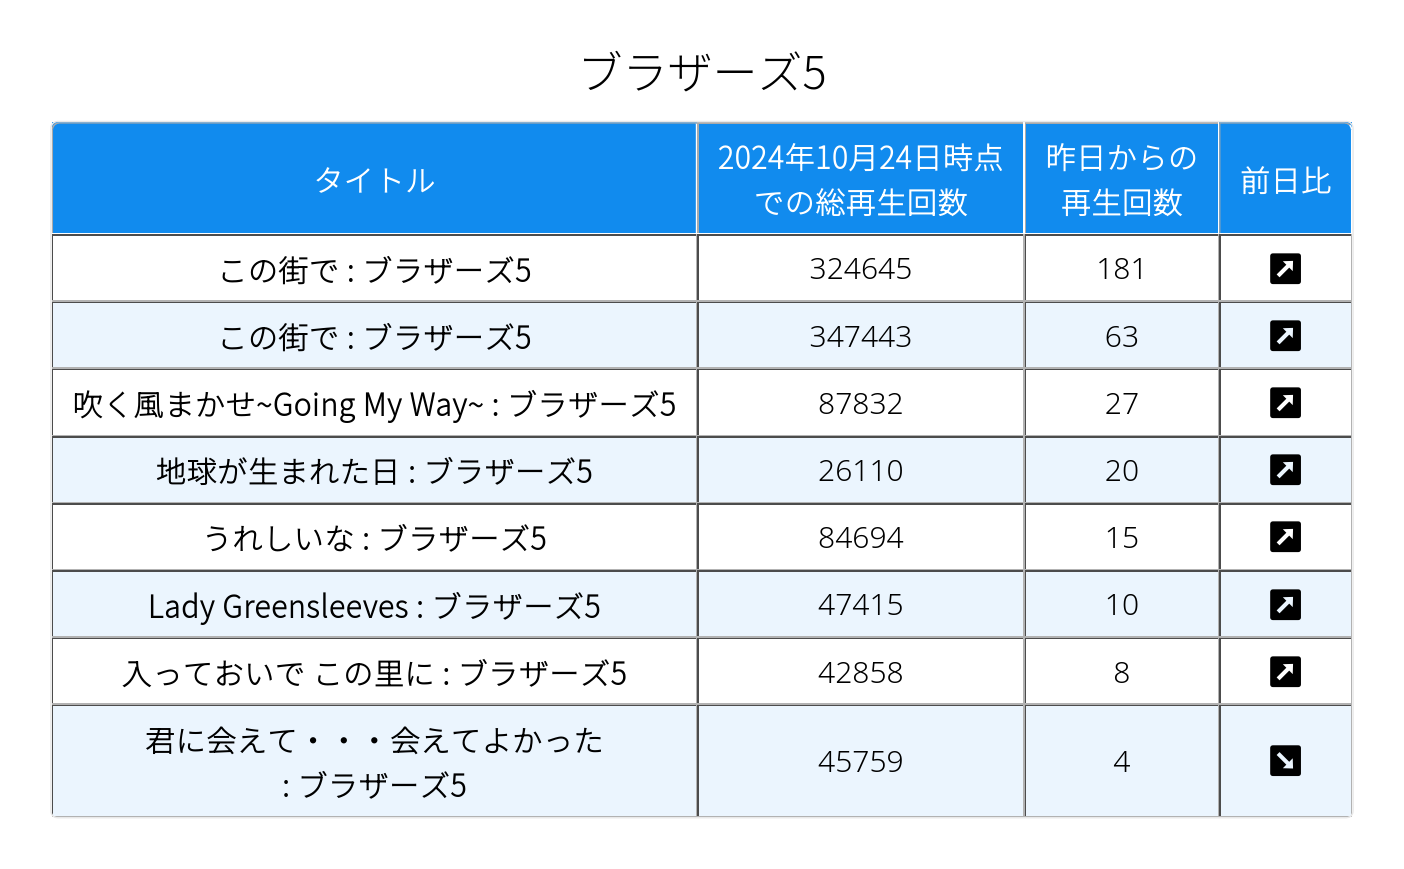 ブラザーズ5
タイトル
2024年10月24日時点
での総再生回数
昨日からの
再生回数
前日比
この街で : ブラザーズ5 324645 181
この街で : ブラザーズ5 347443 63
吹く風まかせ~Going My Way~ : ブラザーズ5 87832 27
地球が生まれた日 : ブラザーズ5 26110 20
うれしいな : ブラザーズ5 84694 15
Lady Greensleeves : ブラザーズ5 47415 10
入っておいで この里に : ブラザーズ5 42858 8
君に会えて・・・会えてよかった
: ブラザーズ5 45759 4